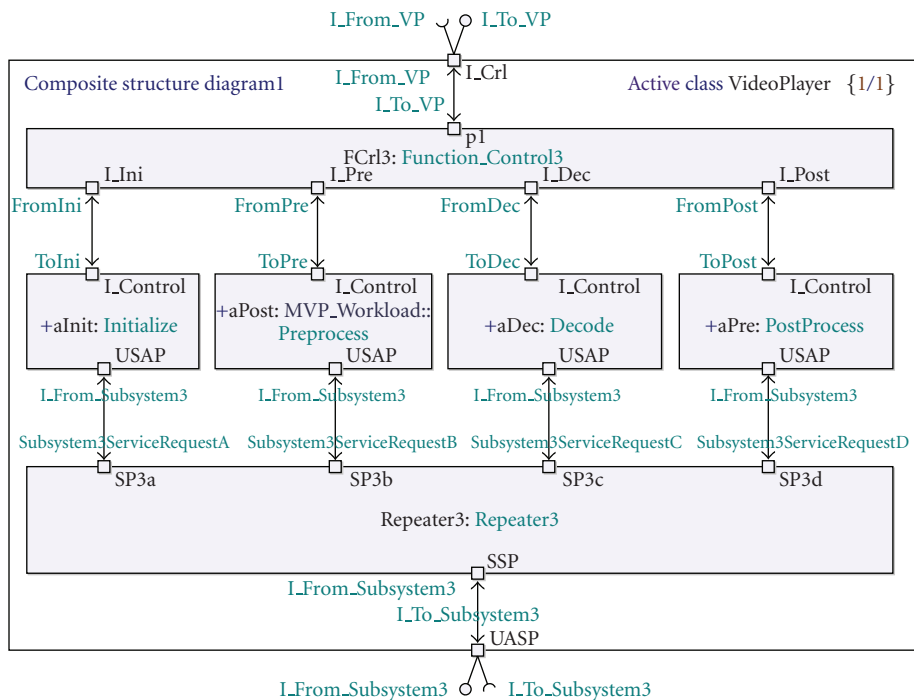 I_From_VP I_To_VP
I_From_VP I_Crl
Composite structure diagram1 Active class VideoPlayer {1/1}
I_To_VP
p1
FCrl3: Function_Control3
I_Ini I_Pre I_Dec I_Post
FromIni FromPre FromDec FromPost
ToIni ToPre ToDec ToPost
I_Control I_Control I_Control I_Control
+aInit: Initialize +aPost: MVP_Workload:: +aDec: Decode +aPre: PostProcess
Preprocess
USAP USAP USAP USAP
I_From_Subsystem3 I_From_Subsystem3 I_From_Subsystem3 I_From_Subsystem3
Subsystem3ServiceRequestA Subsystem3ServiceRequestB Subsystem3ServiceRequestC Subsystem3ServiceRequestD
SP3a SP3b SP3c SP3d
Repeater3: Repeater3
SSP
I_From_Subsystem3
I_To_Subsystem3
UASP
I_From_Subsystem3 I_To_Subsystem3